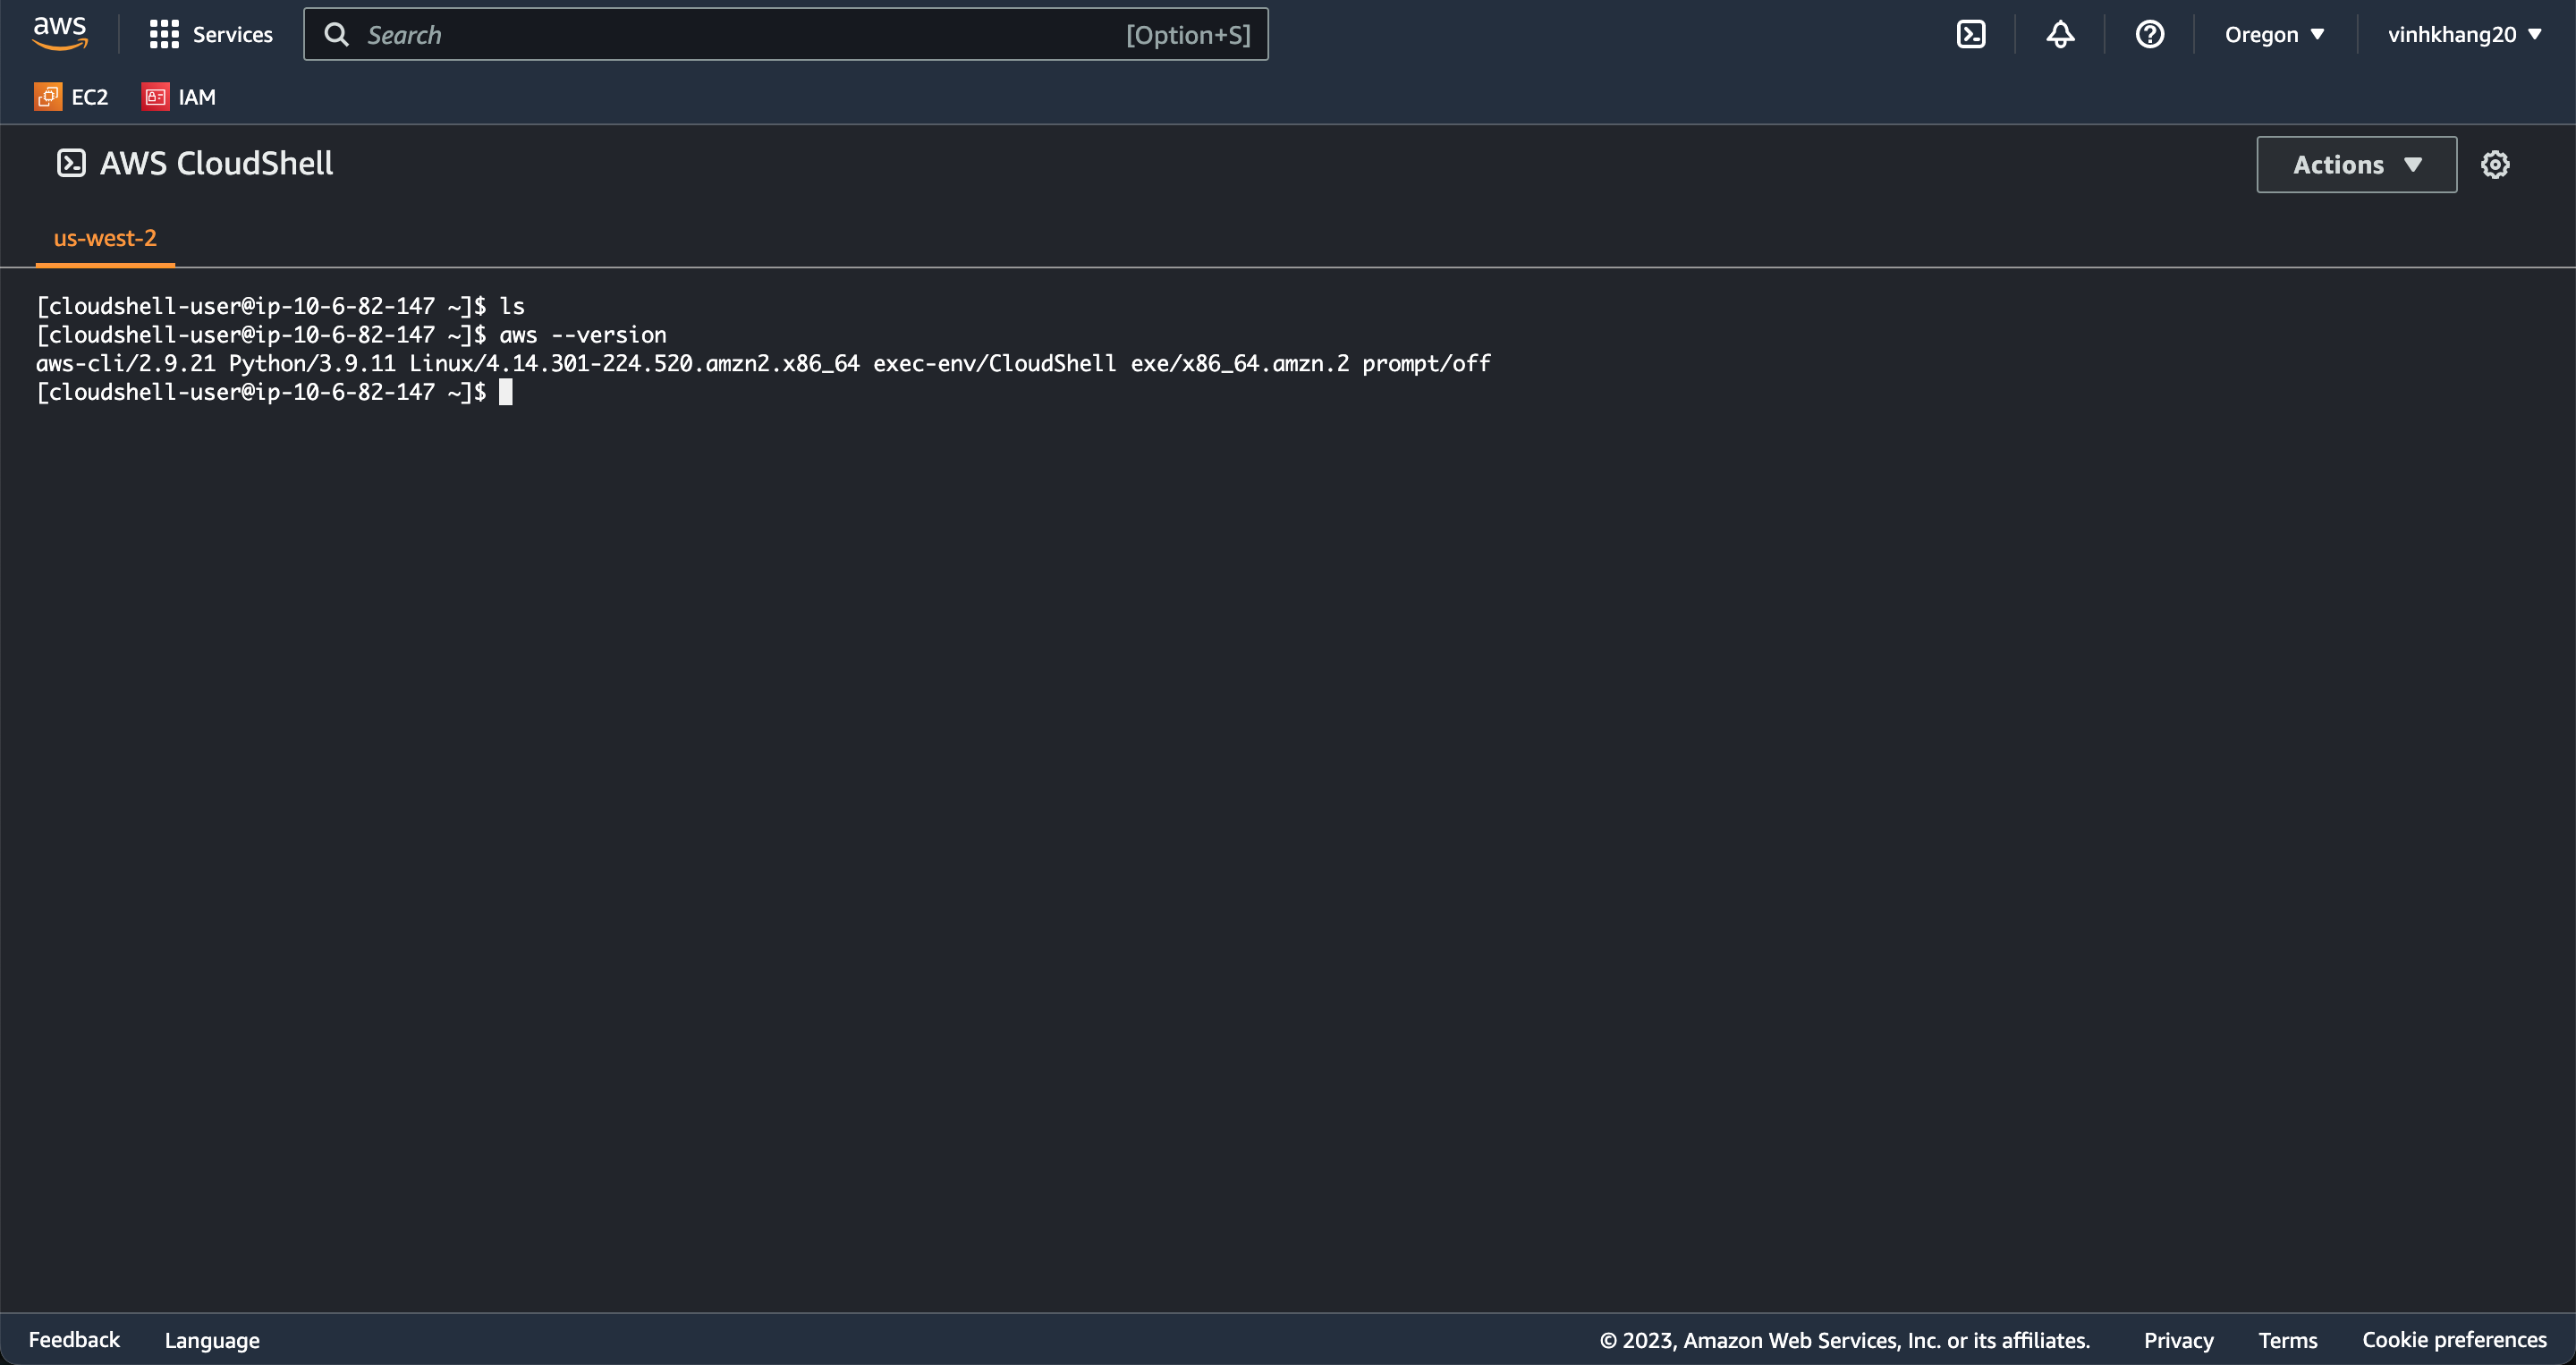 aws Services Search [Option+S] Oregon vinhkhang20
EC2 IAM
AWS CloudShell Actions
us-west-2
[cloudshell-user@ip-10-6-82-147 ~]$ ls
[cloudshell-user@ip-10-6-82-147 ~]$ aws --version
aws-cli/2.9.21 Python/3.9.11 Linux/4.14.301-224.520.amzn2.x86_64 exec-env/CloudShell exe/x86_64.amzn.2 prompt/off
[cloudshell-user@ip-10-6-82-147 ~]$
Feedback Language © 2023, Amazon Web Services, Inc. or its affiliates. Privacy Terms Cookie preferences